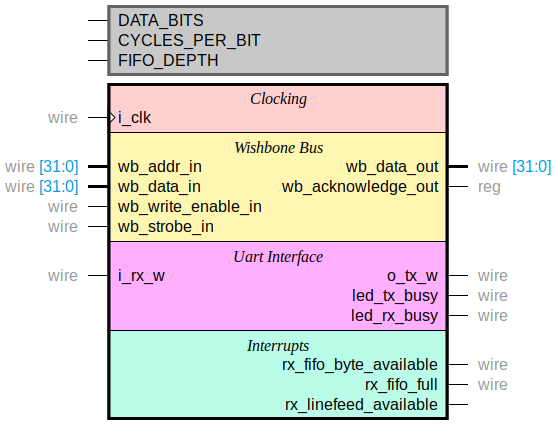 DATA_BITS
CYCLES_PER_BIT
FIFO_DEPTH
Clocking
wire i_clk
Wishbone Bus
wire [31:0] wb_addr_in wb_data_out wire [31:0]
wire [31:0] wb_data_in wb_acknowledge_out reg
wire wb_write_enable_in
wire wb_strobe_in
Uart Interface
wire i_rx_w o_tx_w wire
led_tx_busy wire
led_rx_busy wire
Interrupts
rx_fifo_byte_available wire
rx_fifo_full wire
rx_linefeed_available